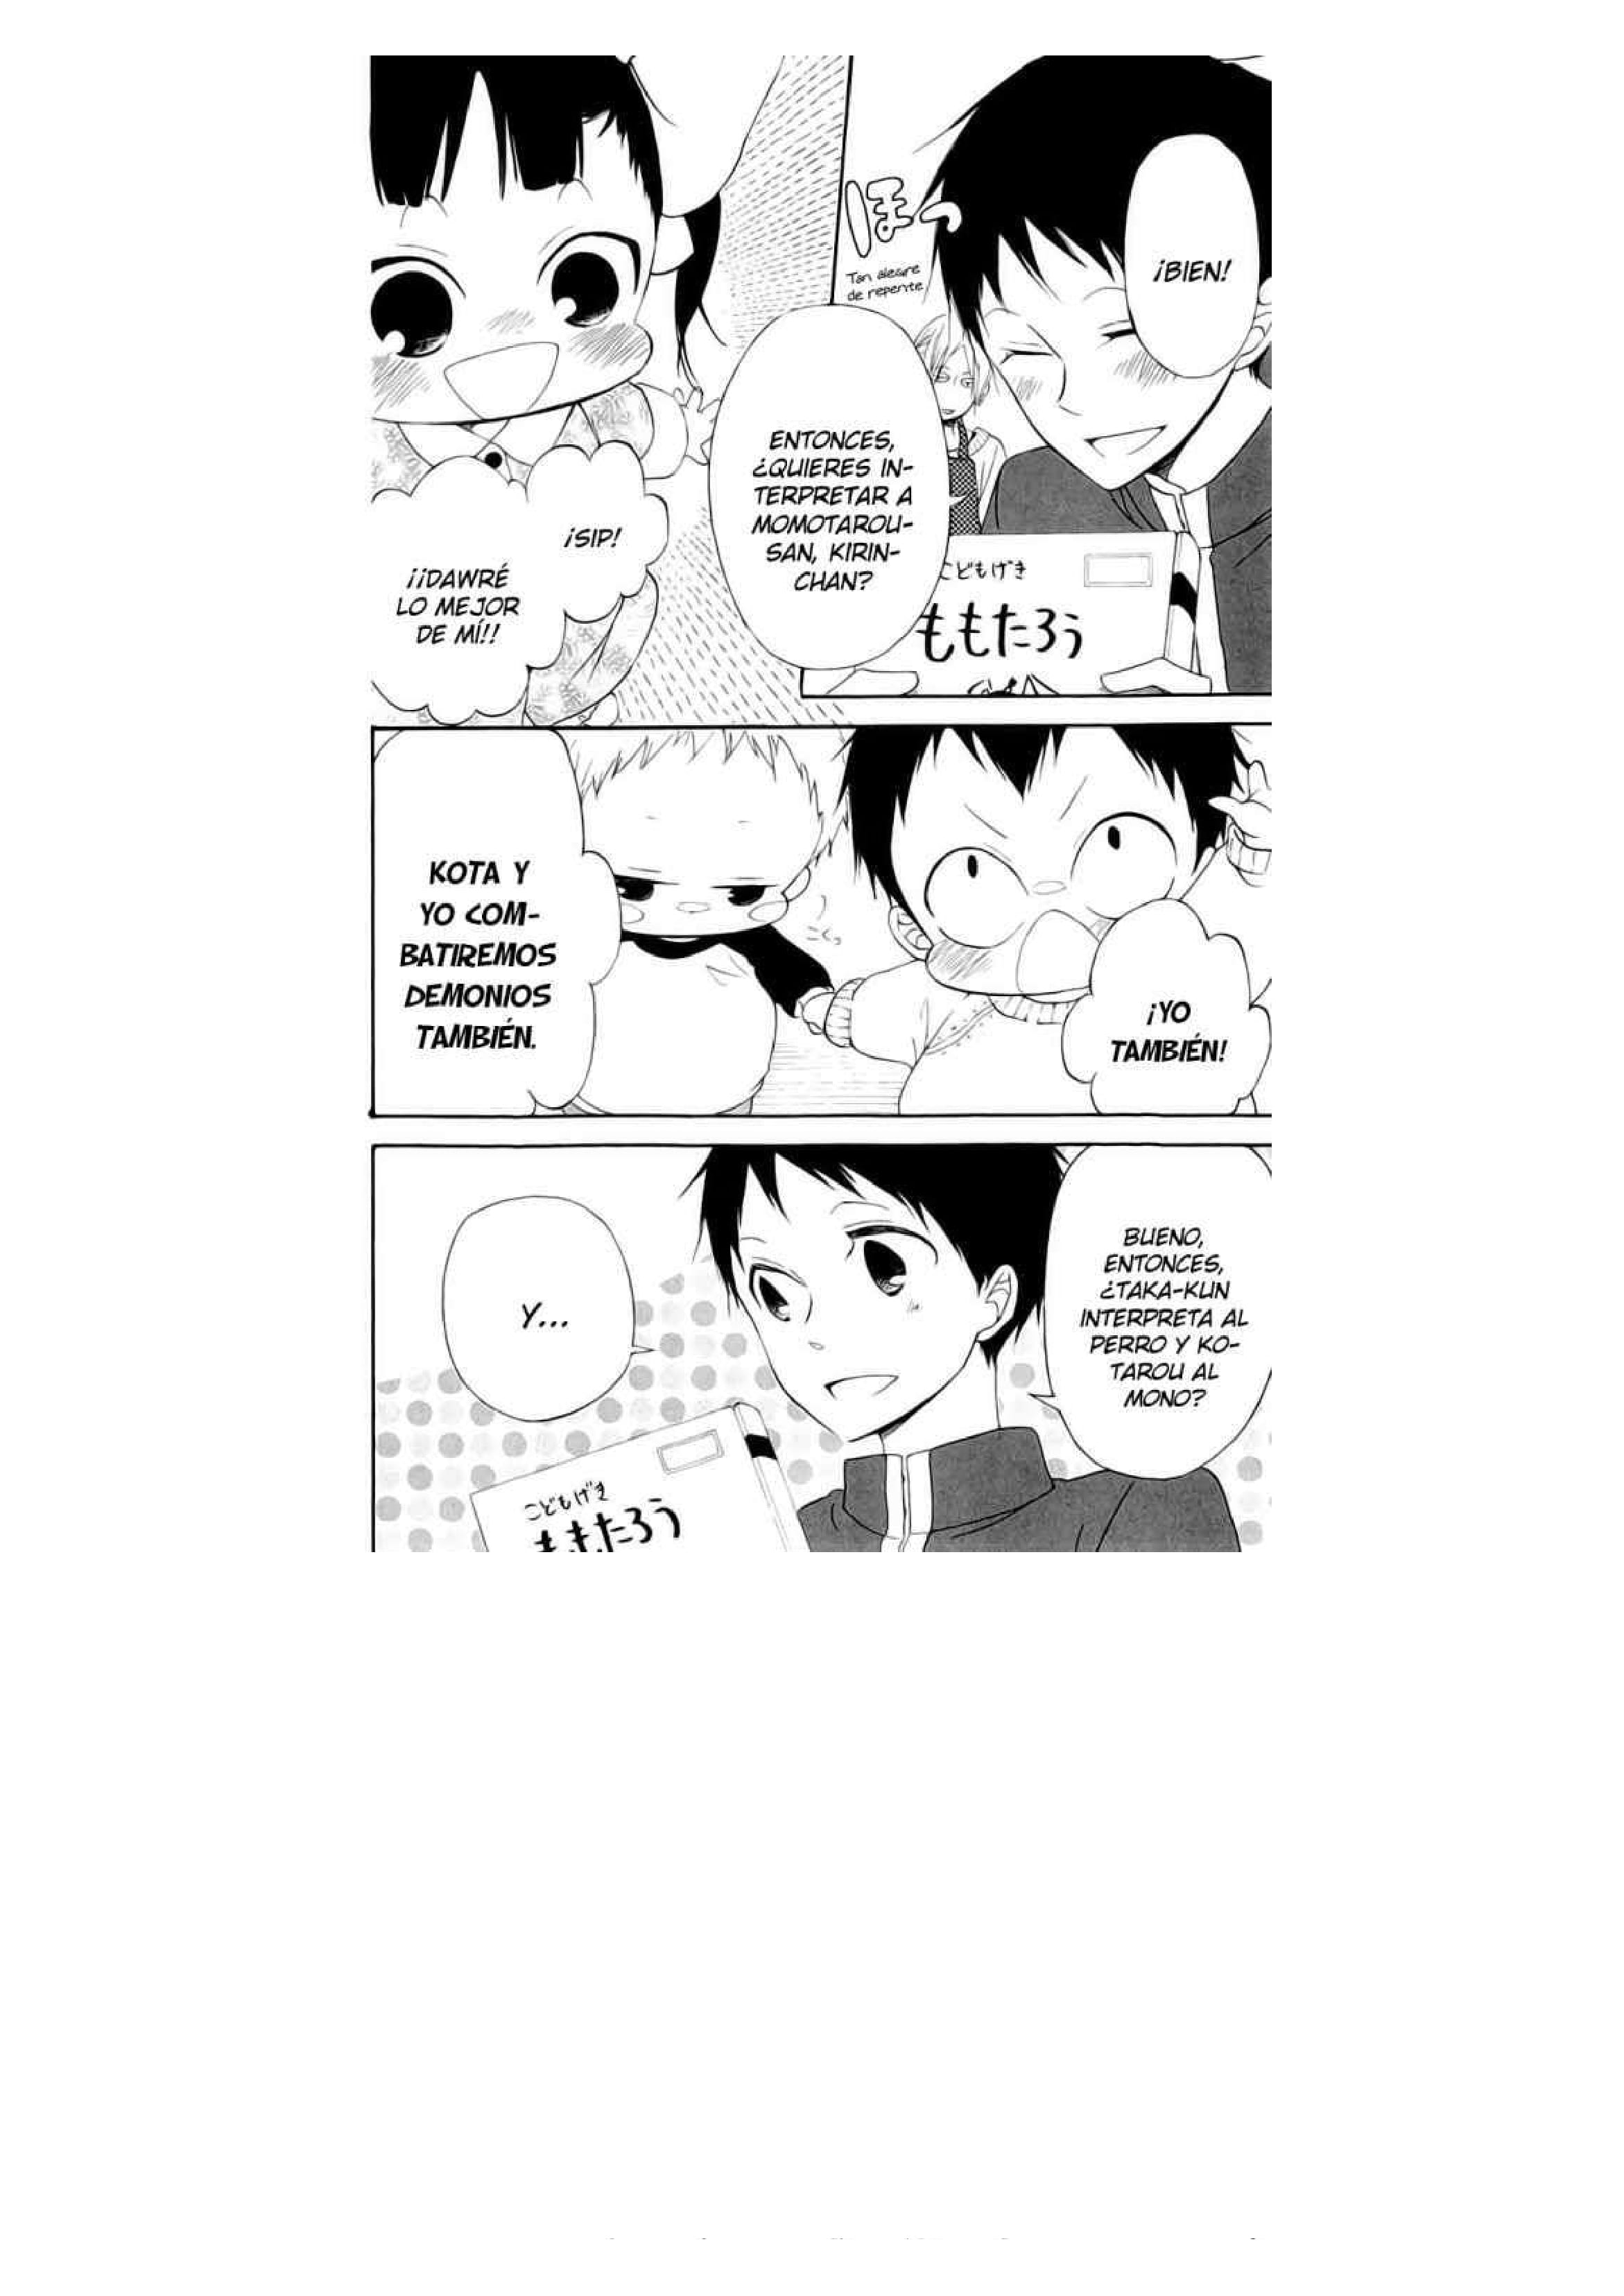 ¡BIEN!
ほっ
Tan alegre
de repente
ENTONCES,
¿QUIERES IN-
TERPRETAR A
MOMOTAROU-
SAN, KIRIN-
CHAN?
こどもげき
ももたろう
¡SIP!
¡¡DAWRÉ
LO MEJOR
DE MÍ!!
¡YO
TAMBIÉN!
こくっ
KOTA Y
YO COM-
BATIREMOS
DEMONIOS
TAMBIÉN.
BUENO,
ENTONCES,
¿TAKA-KUN
INTERPRETA AL
PERRO Y KO-
TAROU AL
MONO?
Y...
こどもげき
ももたろう